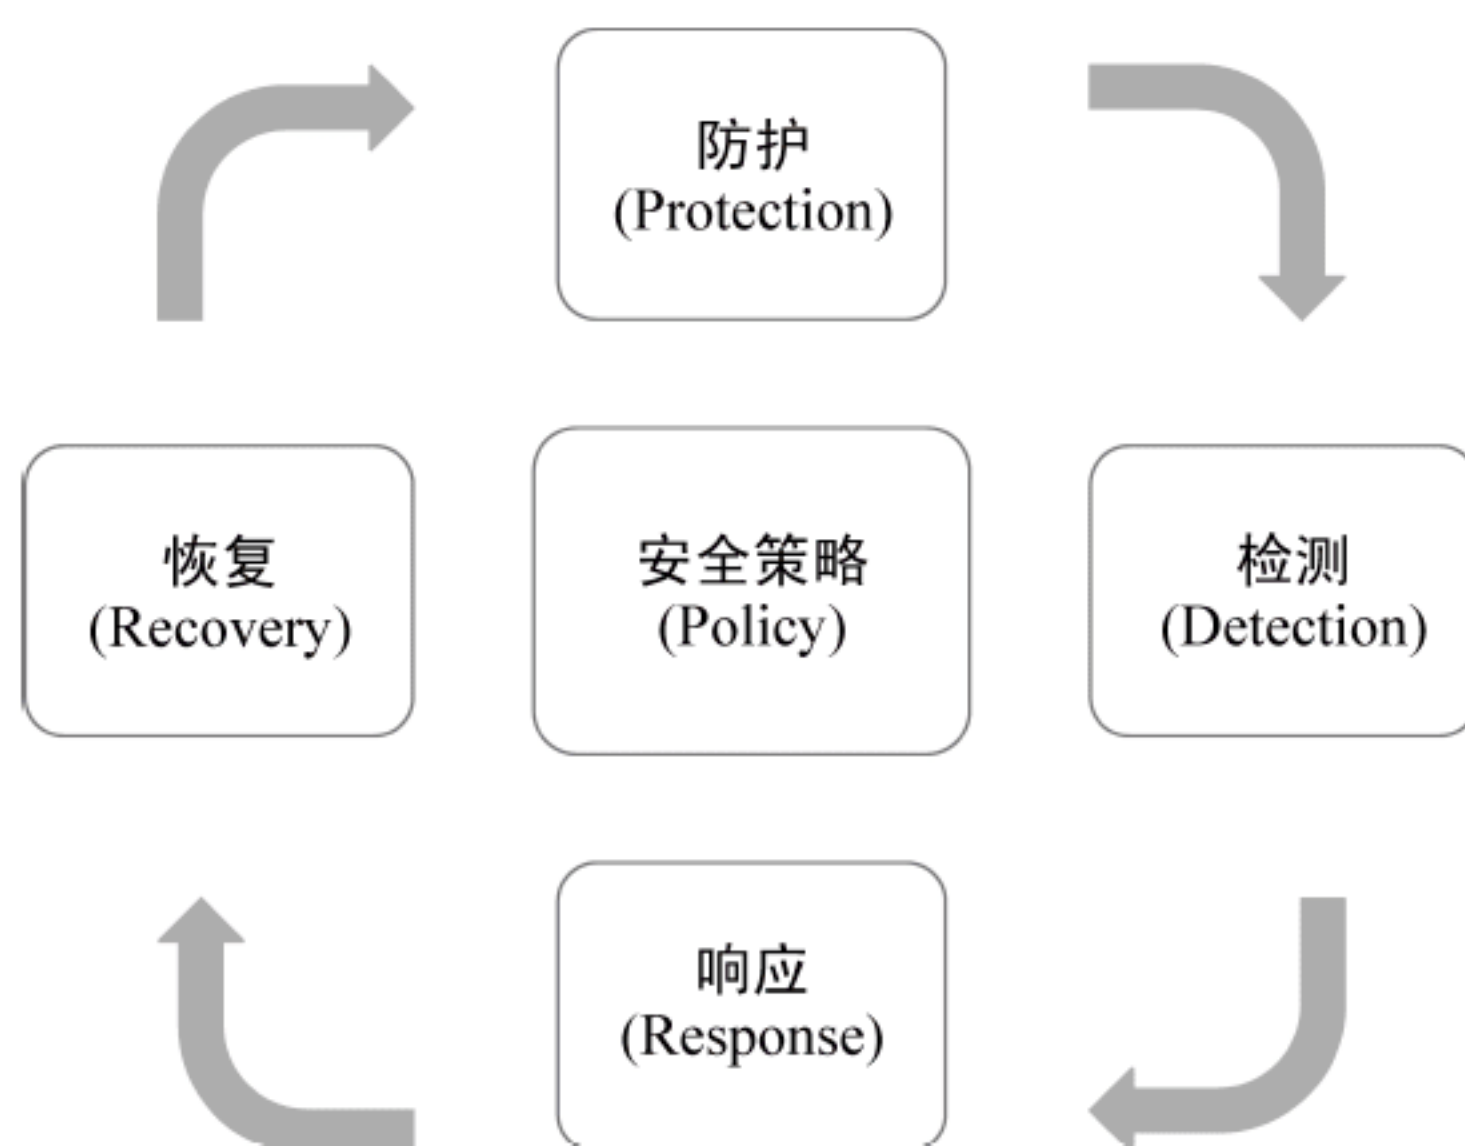 防护
(Protection)
恢复
(Recovery)
安全策略
(Policy)
检测
(Detection)
响应
(Response)